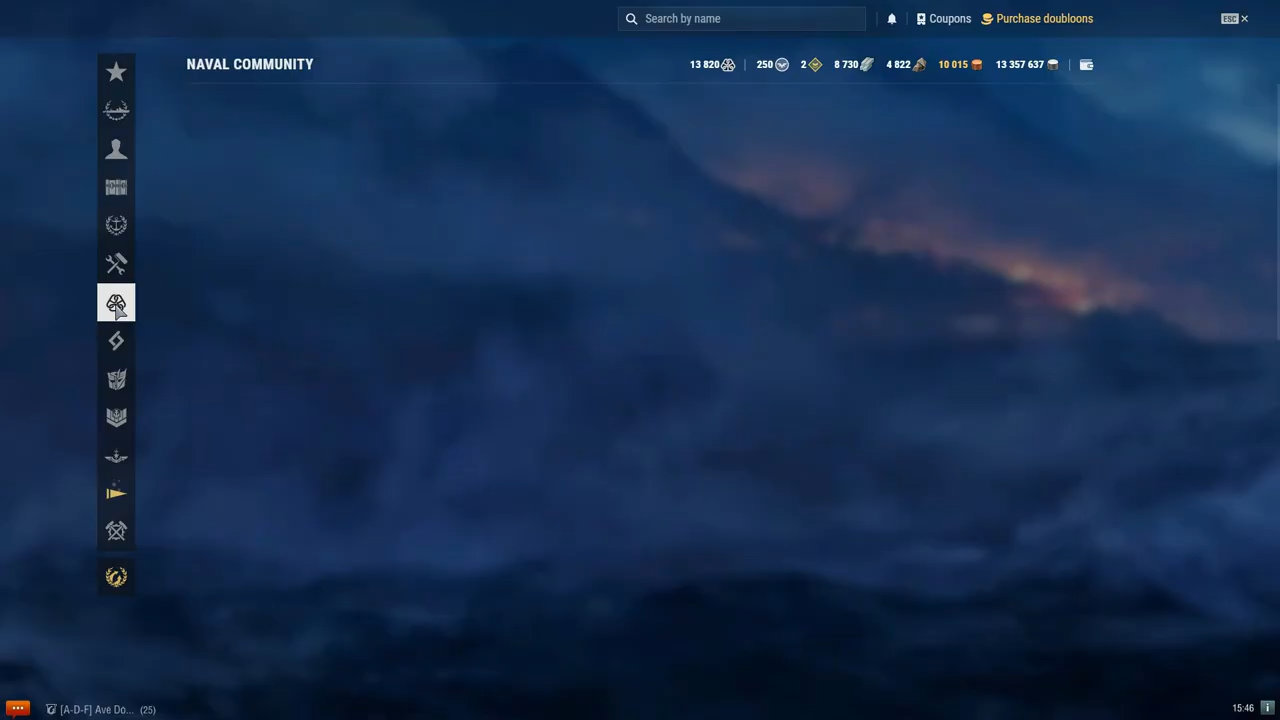 Search by name
Coupons
Purchase doubloons
ESC ×
NAVAL COMMUNITY
13 820
250
2
8 730
4 822
10 015
13 357 637
[A-D-F] Ave Do... (25)
15:46